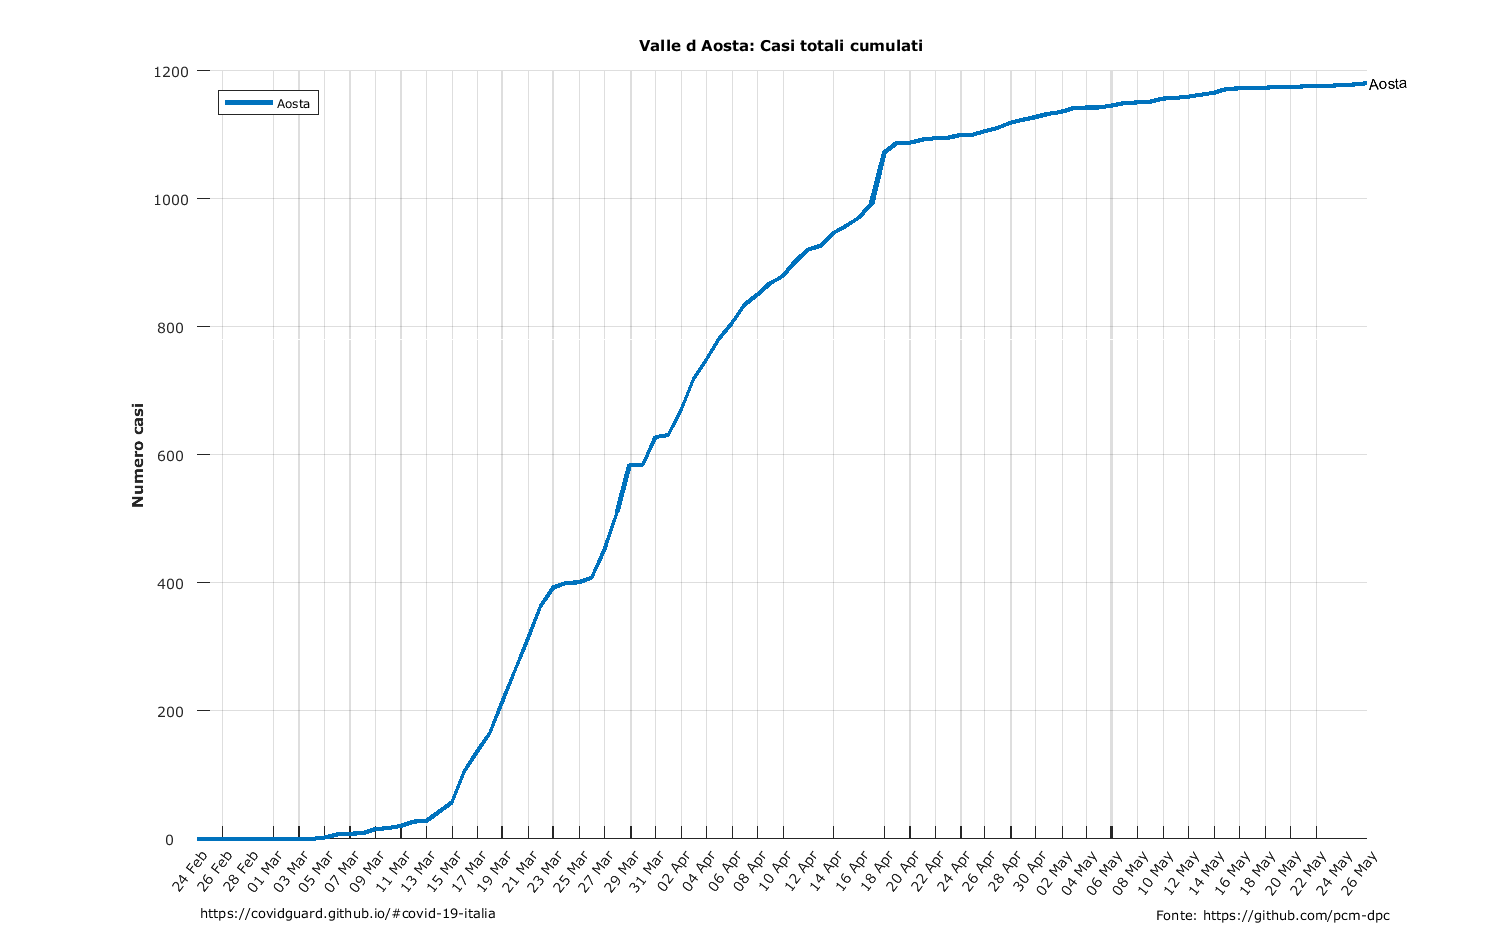 Valle d Aosta: Casi totali cumulati
Aosta
Aosta
Numero casi
1200
1000
800
600
400
200
0
24 Feb
26 Feb
28 Feb
01 Mar
03 Mar
05 Mar
07 Mar
09 Mar
11 Mar
13 Mar
15 Mar
17 Mar
19 Mar
21 Mar
23 Mar
25 Mar
27 Mar
29 Mar
31 Mar
02 Apr
04 Apr
06 Apr
08 Apr
10 Apr
12 Apr
14 Apr
16 Apr
18 Apr
20 Apr
22 Apr
24 Apr
26 Apr
28 Apr
30 Apr
02 May
04 May
06 May
08 May
10 May
12 May
14 May
16 May
18 May
20 May
22 May
24 May
26 May
https://covidguard.github.io/#covid-19-italia
Fonte: https://github.com/pcm-dpc